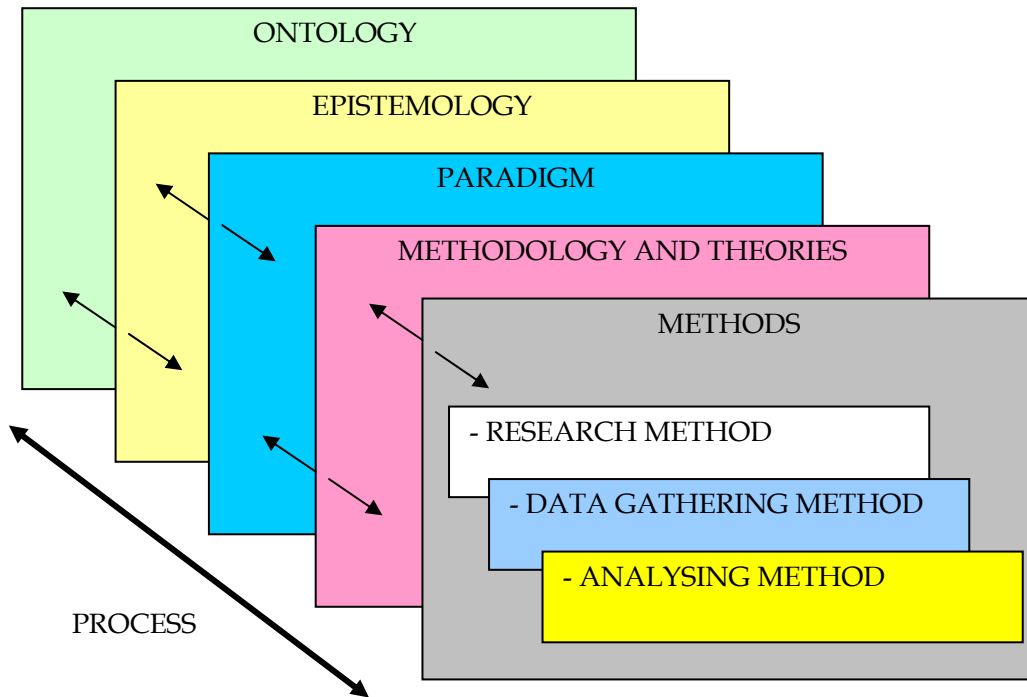 ONTOLOGY
EPISTEMOLOGY
PARADIGM
METHODOLOGY AND THEORIES
METHODS
- RESEARCH METHOD
- DATA GATHERING METHOD
- ANALYSING METHOD
PROCESS